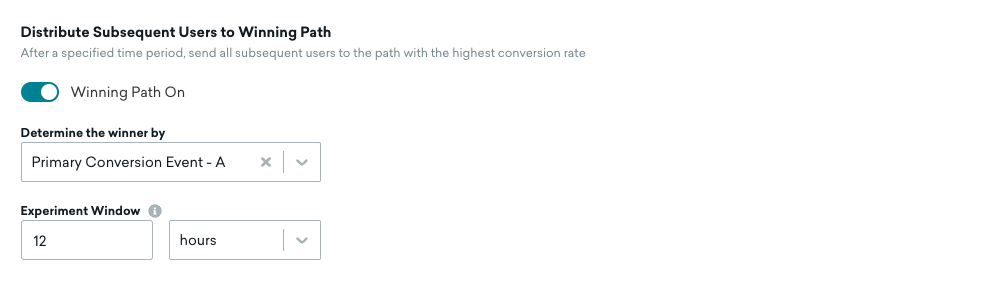 Distribute Subsequent Users to Winning Path
After a specified time period, send all subsequent users to the path with the highest conversion rate
Winning Path On
Determine the winner by
Primary Conversion Event - A
Experiment Window
12
hours